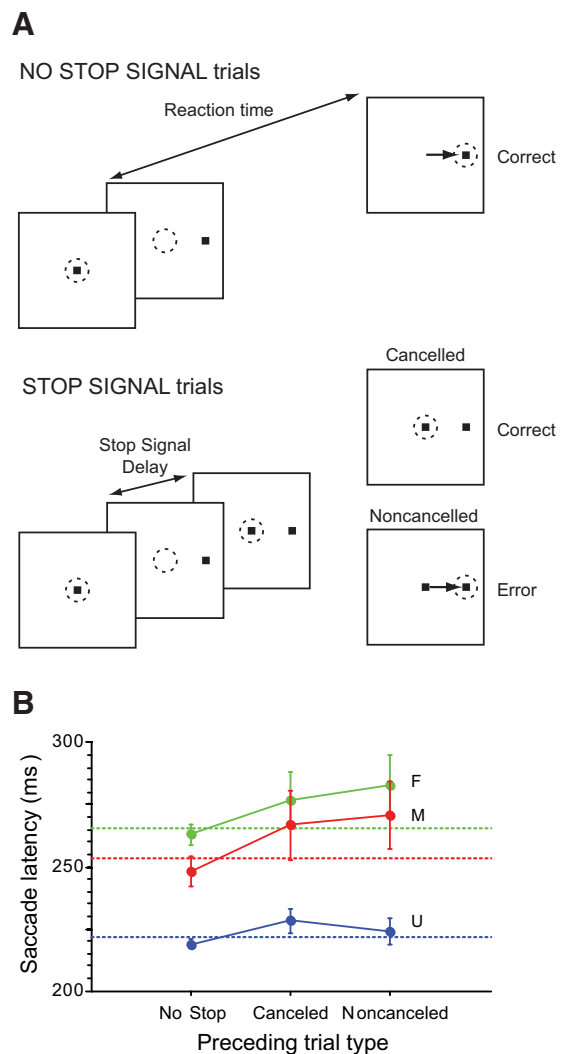 A
NO STOP SIGNAL trials
Reaction time
Correct
STOP SIGNAL trials
Stop Signal
Delay
Cancelled
Correct
Noncancelled
Error
B
Saccade latency (ms)
300
250
200
F
M
U
No Stop Canceled Noncanceled
Preceding trial type